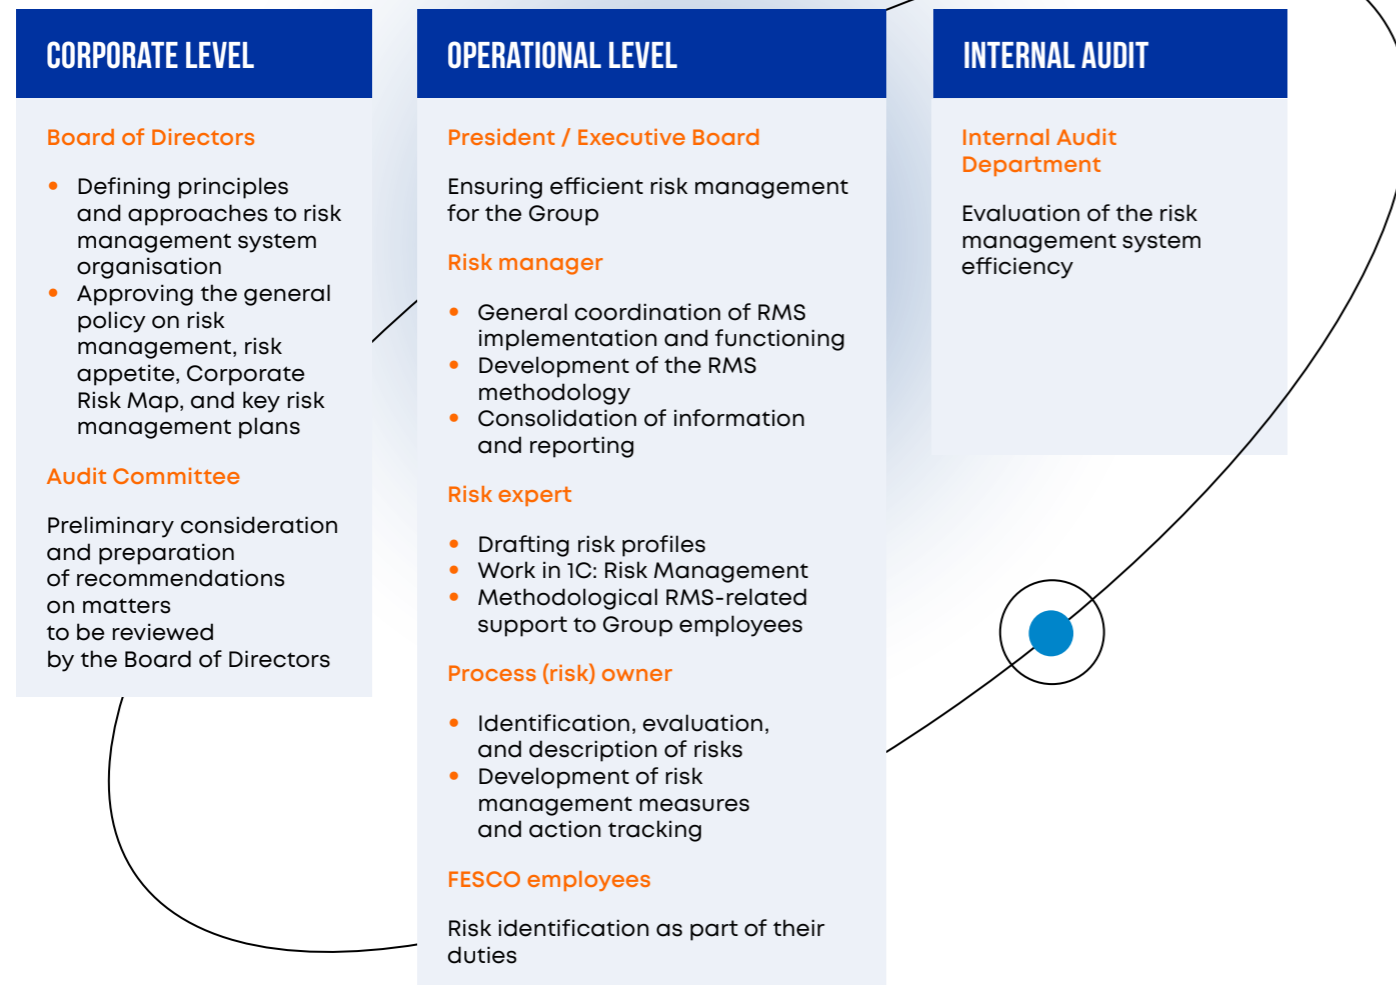 CORPORATE LEVEL
Board of Directors
• Defining principles
and approaches to risk
management system
organisation
• Approving the general
policy on risk
management, risk
appetite, Corporate
Risk Map, and key risk
management plans
Audit Committee
Preliminary consideration
and preparation
of recommendations
on matters
to be reviewed
by the Board of Directors
OPERATIONAL LEVEL
President / Executive Board
Ensuring efficient risk management
for the Group
Risk manager
• General coordination of RMS
implementation and functioning
• Development of the RMS
methodology
• Consolidation of information
and reporting
Risk expert
• Drafting risk profiles
• Work in 1C: Risk Management
• Methodological RMS-related
support to Group employees
Process (risk) owner
• Identification, evaluation,
and description of risks
• Development of risk
management measures
and action tracking
FESCO employees
Risk identification as part of their
duties
INTERNAL AUDIT
Internal Audit
Department
Evaluation of the risk
management system
efficiency